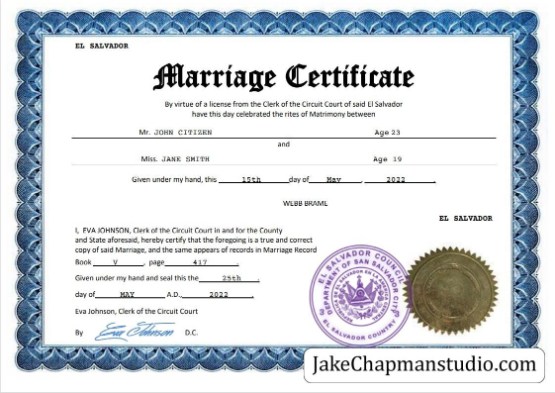 EL SALVADOR
Marriage Certificate
By virtue of a license from the Clerk of the Circuit Court of said El Salvador
have this day celebrated the rites of Matrimony between
Mr. JOHN CITIZEN Age 23
and
Miss. JANE SMITH Age 19
Given under my hand, this 15th day of May , 2022 .
WEBB BRAME
EL SALVADOR
I, EVA JOHNSON, Clerk of the Circuit Court In and for the County
and State aforesaid, hereby certify that the foregoing is a true and correct
copy of said Marriage, and the same appears of records in Marriage Record
Book V , page 417 .
Given under my hand and seal this the 25th ,
day of MAY A.D., 2022 .
Eva Johnson, Clerk of the Circuit Court
By Eva Johnson D.C.
EL SALVADOR COUNCIL
DEPARTMENT OF SAN SALVADOR CITY
EL SALVADOR COUNTRY
JakeChapmanstudio.com